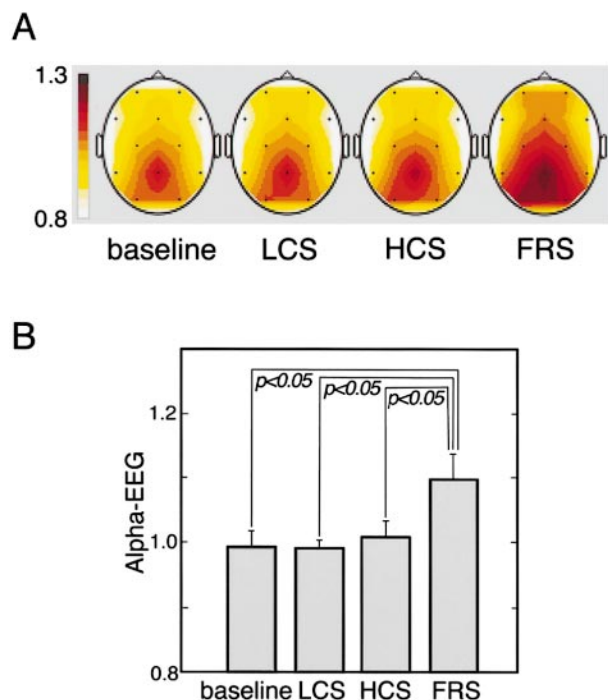 A
1.3
0.8
baseline LCS HCS FRS
B
p<0.05 p<0.05 p<0.05
1.2
Alpha-EEG
1.0
0.8
baseline LCS HCS FRS